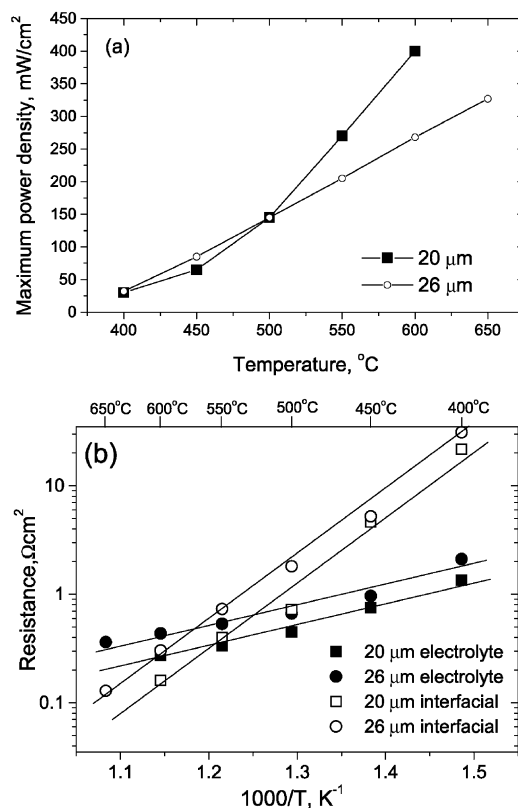 (a)
Maximum power density, mW/cm²
400
350
300
250
200
150
100
50
0
20 μm
26 μm
400 450 500 550 600 650
Temperature, °C
650°C 600°C 550°C 500°C 450°C 400°C
(b)
Resistance,Ωcm²
10
1
0.1
20 μm electrolyte
26 μm electrolyte
20 μm interfacial
26 μm interfacial
1.1 1.2 1.3 1.4 1.5
1000/T, K⁻¹